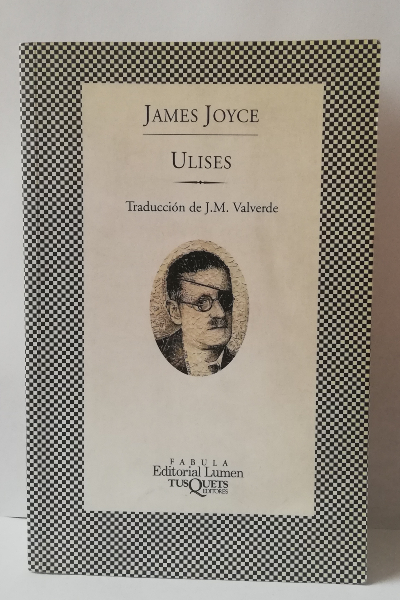 JAMES JOYCE
ULISES
Traducción de J.M. Valverde
FABULA
Editorial Lumen
TUSQUETS
EDITORES